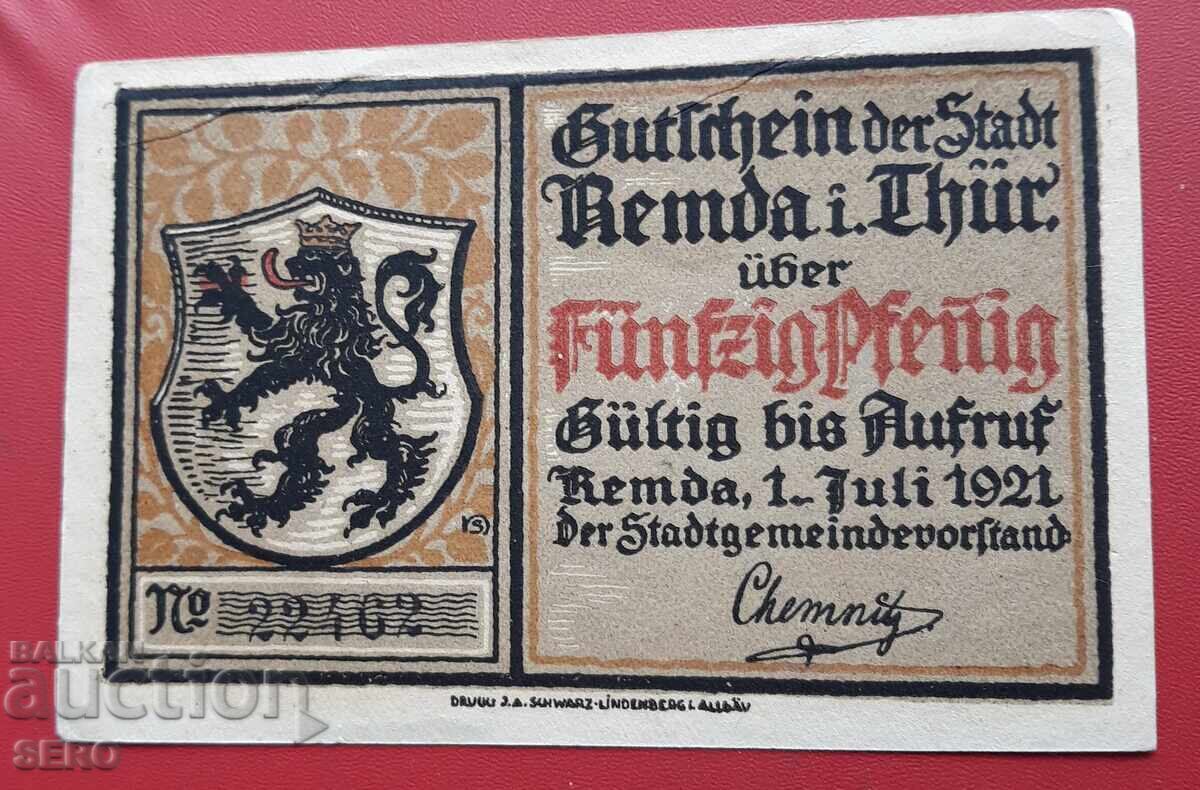 Gutschein der Stadt
Remda i. Thür.
über
Fünfzig Pfeñig
Gültig bis Aufruf
Remda, 1. Juli 1921
Der Stadtgemeindevorstand
Chemnitz
No 22462
DRUCK: J.A. SCHWARZ-LINDENBERG I. ALLGÄU
BALKAN
auction
SERO